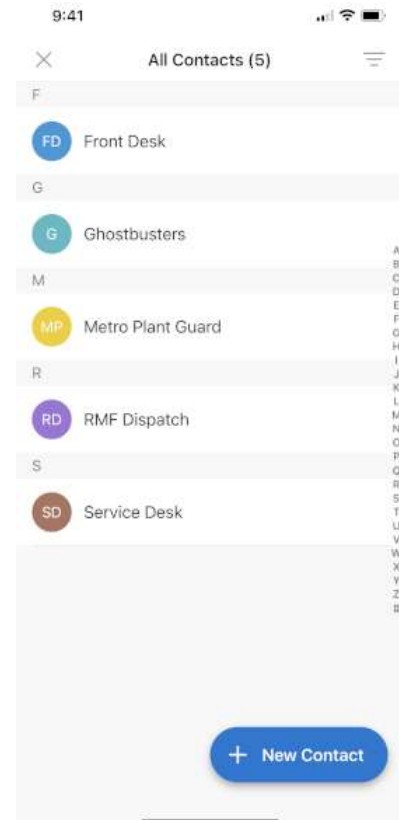 9:41
All Contacts (5)
F
FD Front Desk
G
G Ghostbusters
M
MP Metro Plant Guard
R
RD RMF Dispatch
S
SD Service Desk
A
B
C
D
E
F
G
H
I
J
K
L
M
N
O
P
Q
R
S
T
U
V
W
X
Y
Z
#
+ New Contact